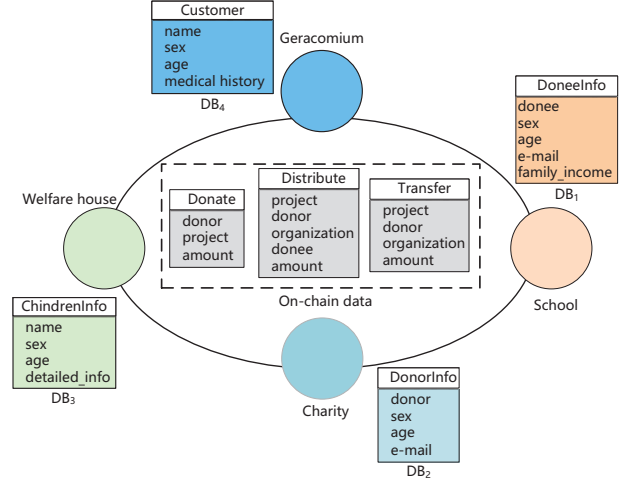 Customer
name
sex
age
medical history
DB₄
Geracomium
DoneeInfo
donee
sex
age
e-mail
family_income
DB₁
Welfare house
Donate
donor
project
amount
Distribute
project
donor
organization
donee
amount
Transfer
project
donor
organization
amount
On-chain data
School
ChindrenInfo
name
sex
age
detailed_info
DB₃
Charity
DonorInfo
donor
sex
age
e-mail
DB₂